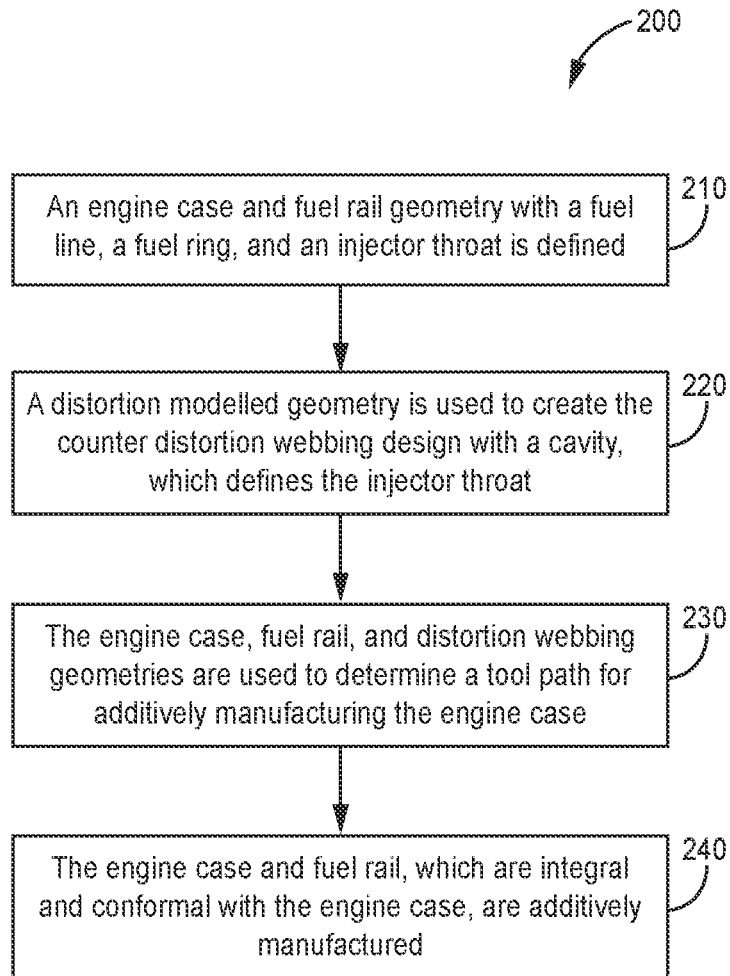 200
210
An engine case and fuel rail geometry with a fuel
line, a fuel ring, and an injector throat is defined
220
A distortion modelled geometry is used to create the
counter distortion webbing design with a cavity,
which defines the injector throat
230
The engine case, fuel rail, and distortion webbing
geometries are used to determine a tool path for
additively manufacturing the engine case
240
The engine case and fuel rail, which are integral
and conformal with the engine case, are additively
manufactured